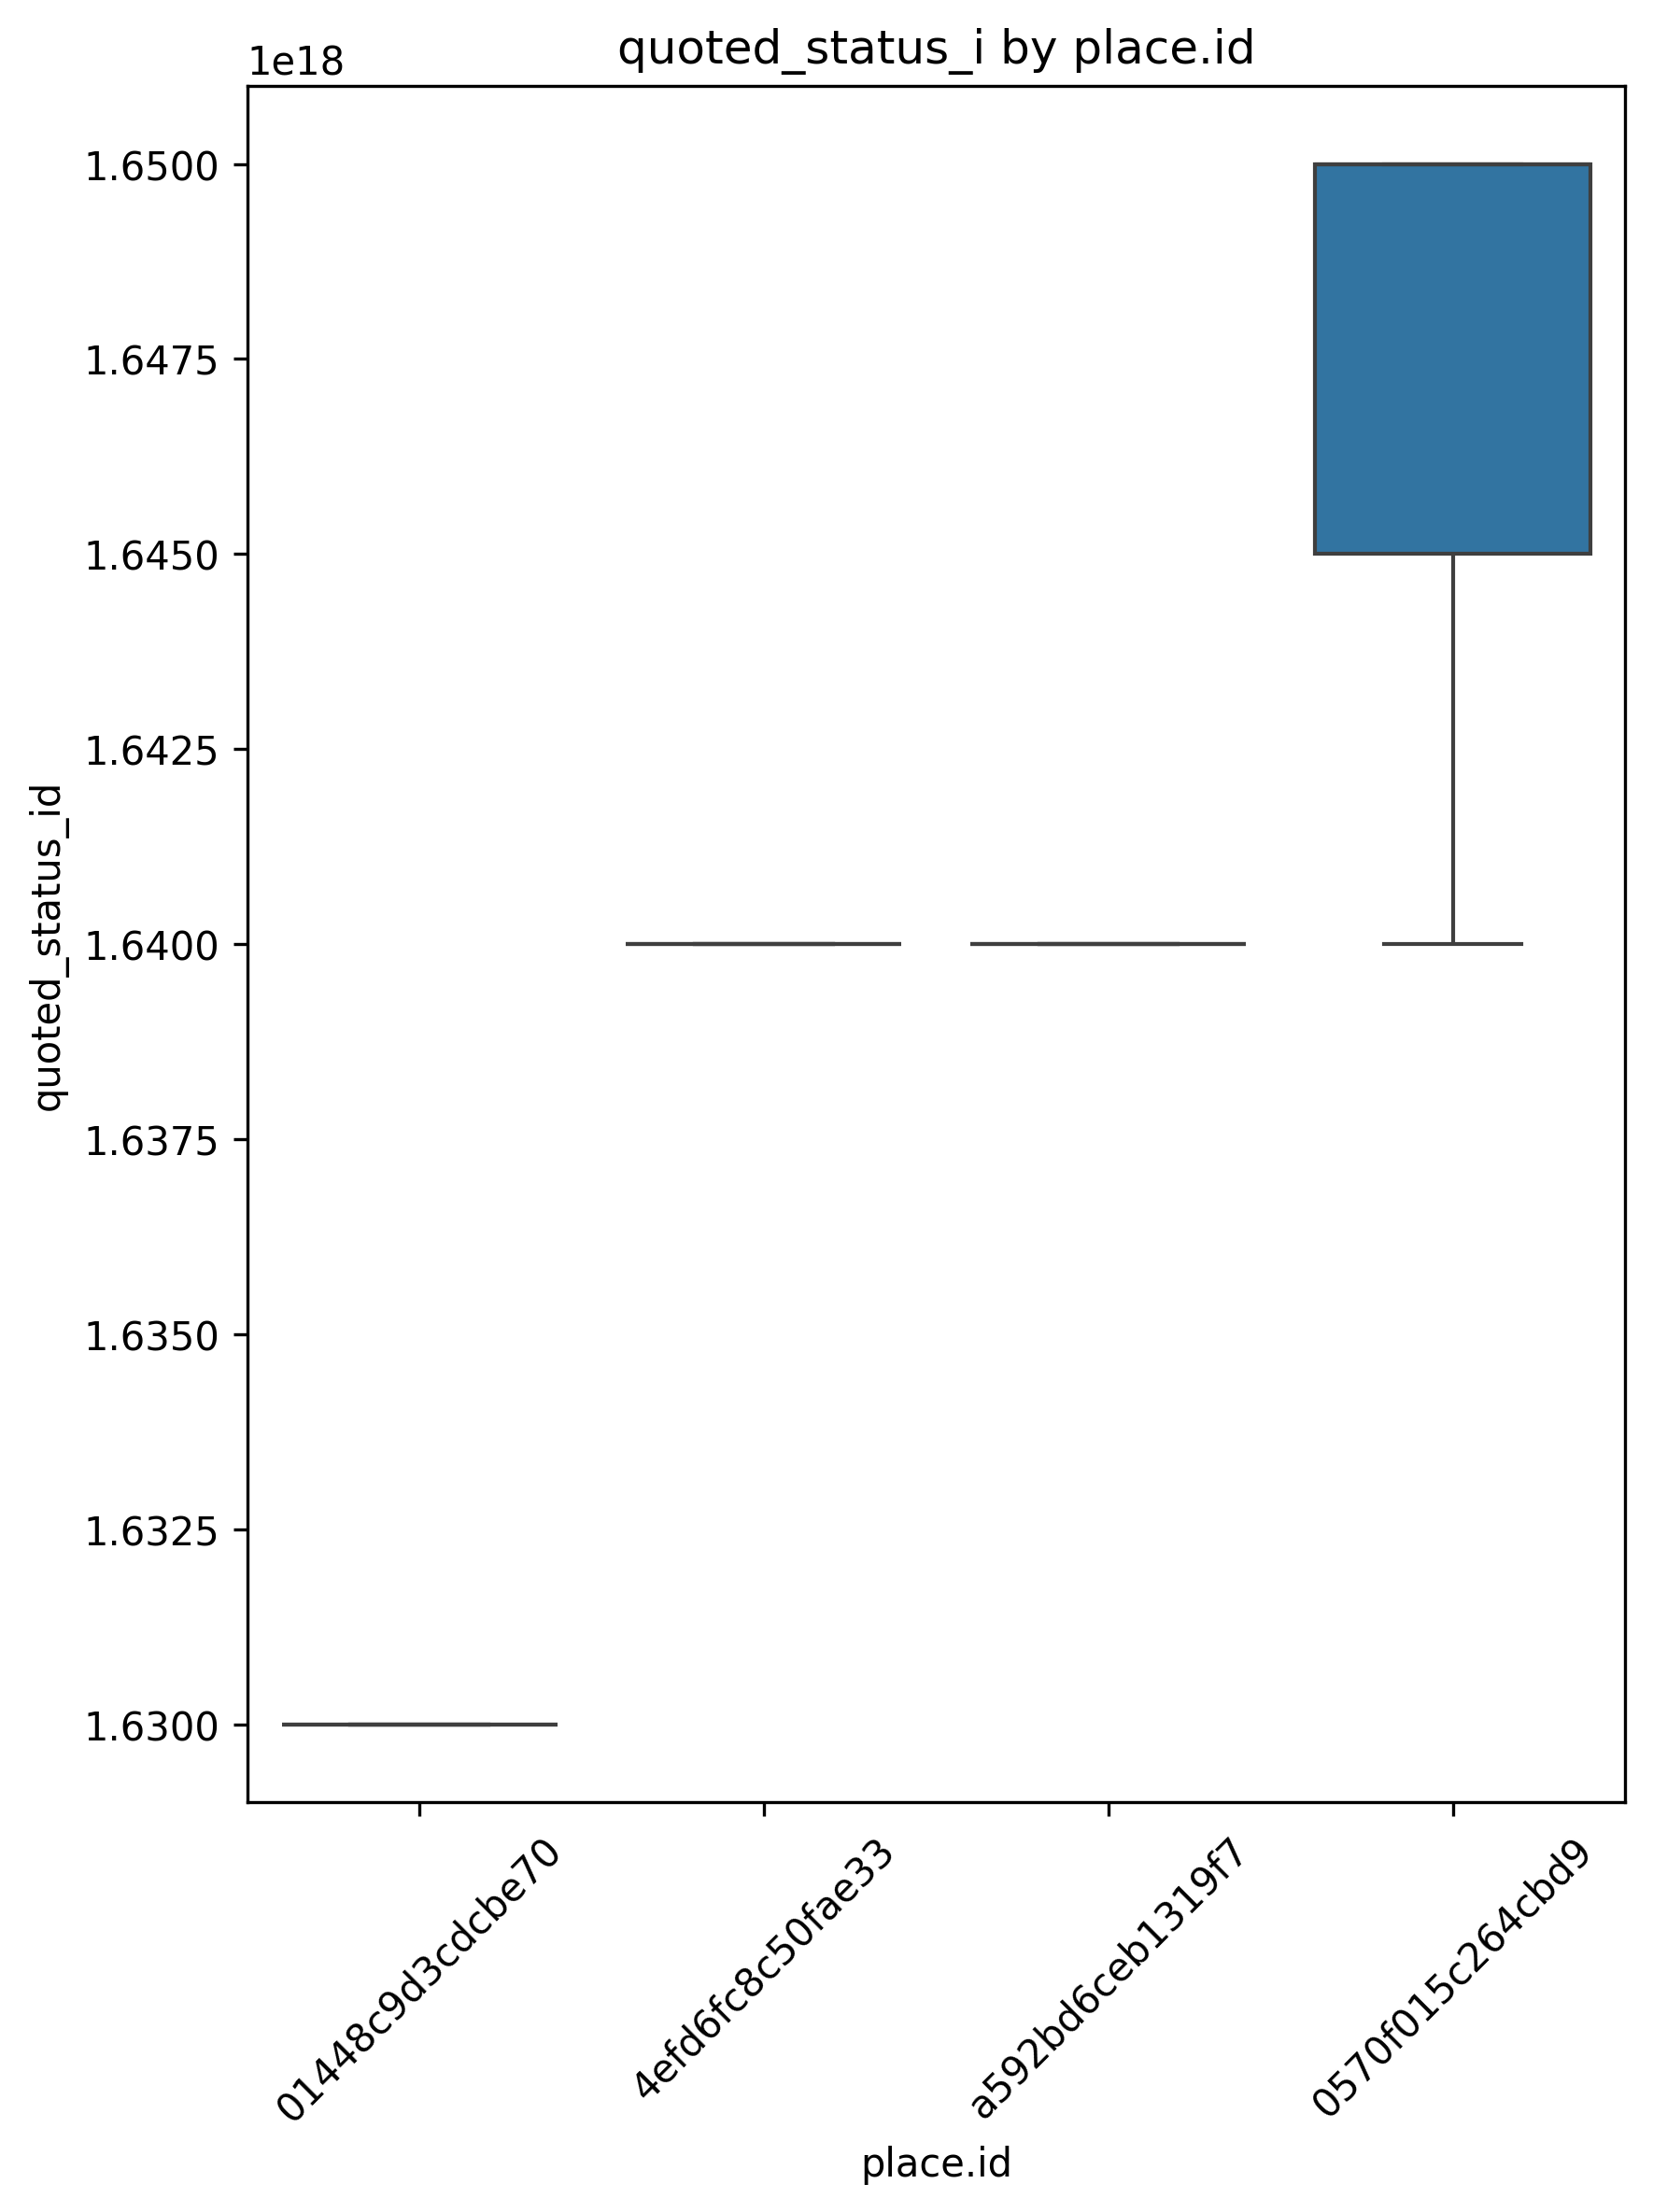 quoted_status_i by place.id
1e18
1.6500
1.6475
1.6450
1.6425
1.6400
1.6375
1.6350
1.6325
1.6300
quoted_status_id
01448c9d3cdcbe70
4efd6fc8c50fae33
a592bd6ceb1319f7
0570f015c264cbd9
place.id